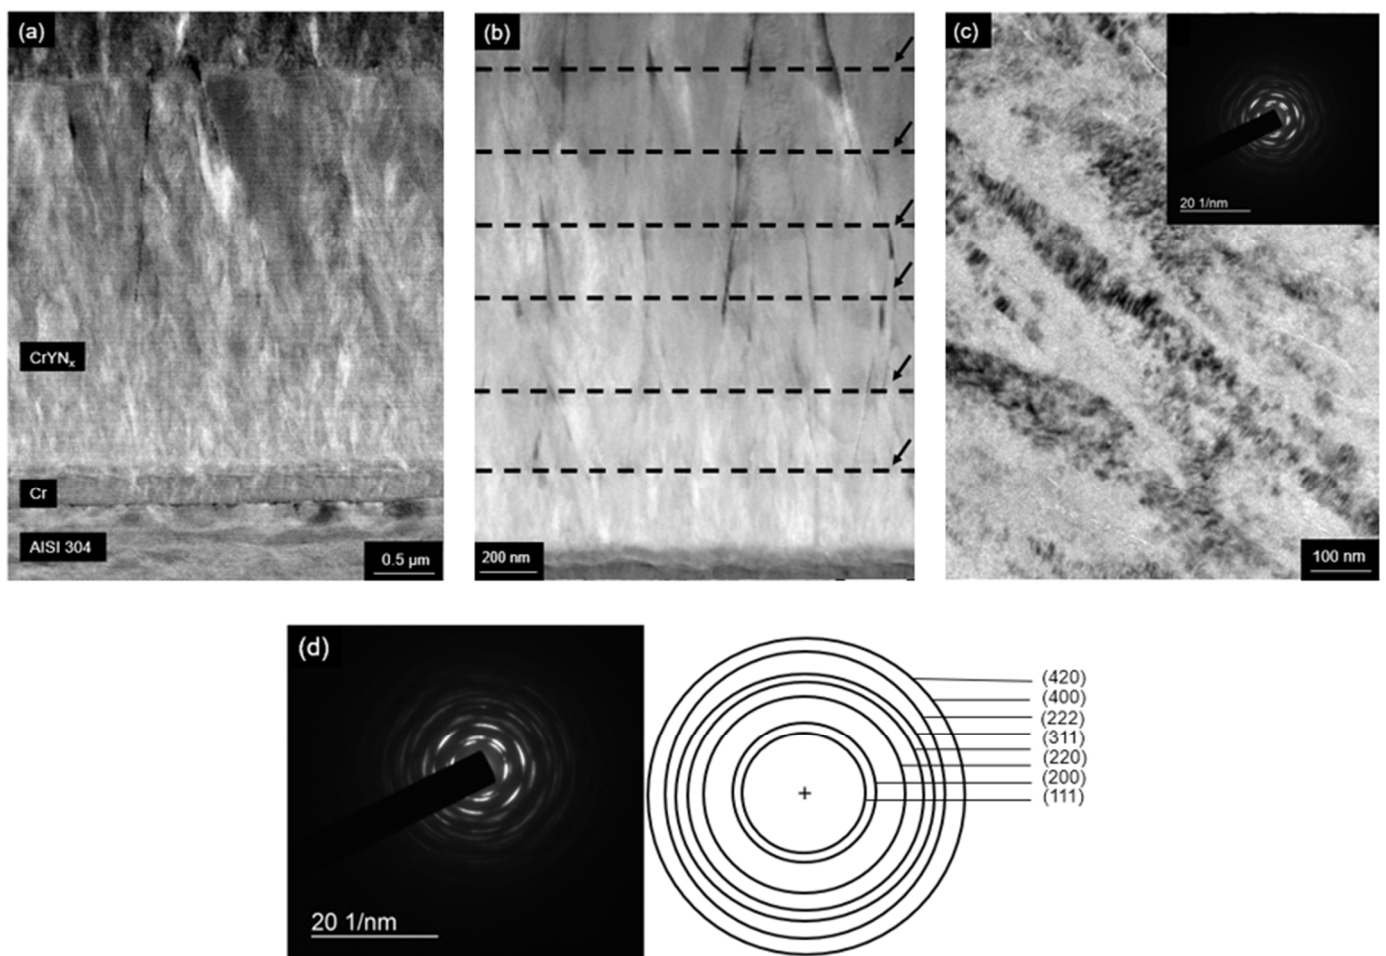 (a)
CrYNₓ
Cr
AISI 304
0.5 µm
(b)
200 nm
(c)
20 1/nm
100 nm
(d)
20 1/nm
(420)
(400)
(222)
(311)
(220)
(200)
(111)